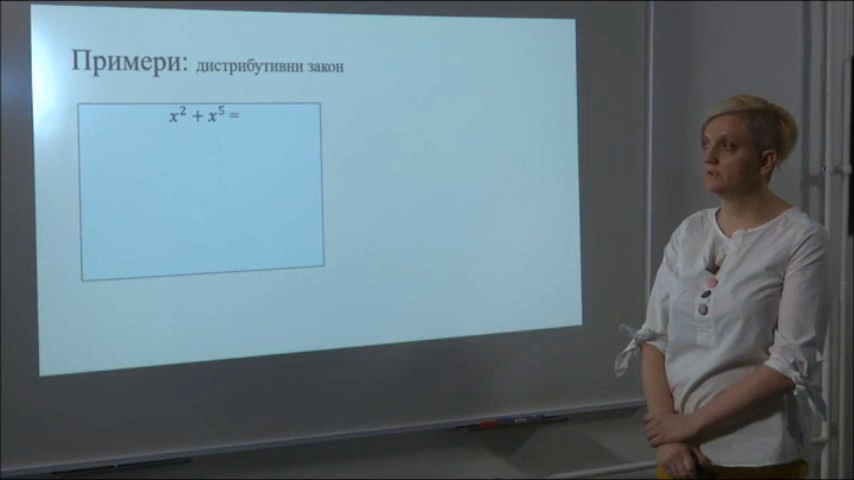 Примери: дистрибутивни закон
x² + x⁵ =